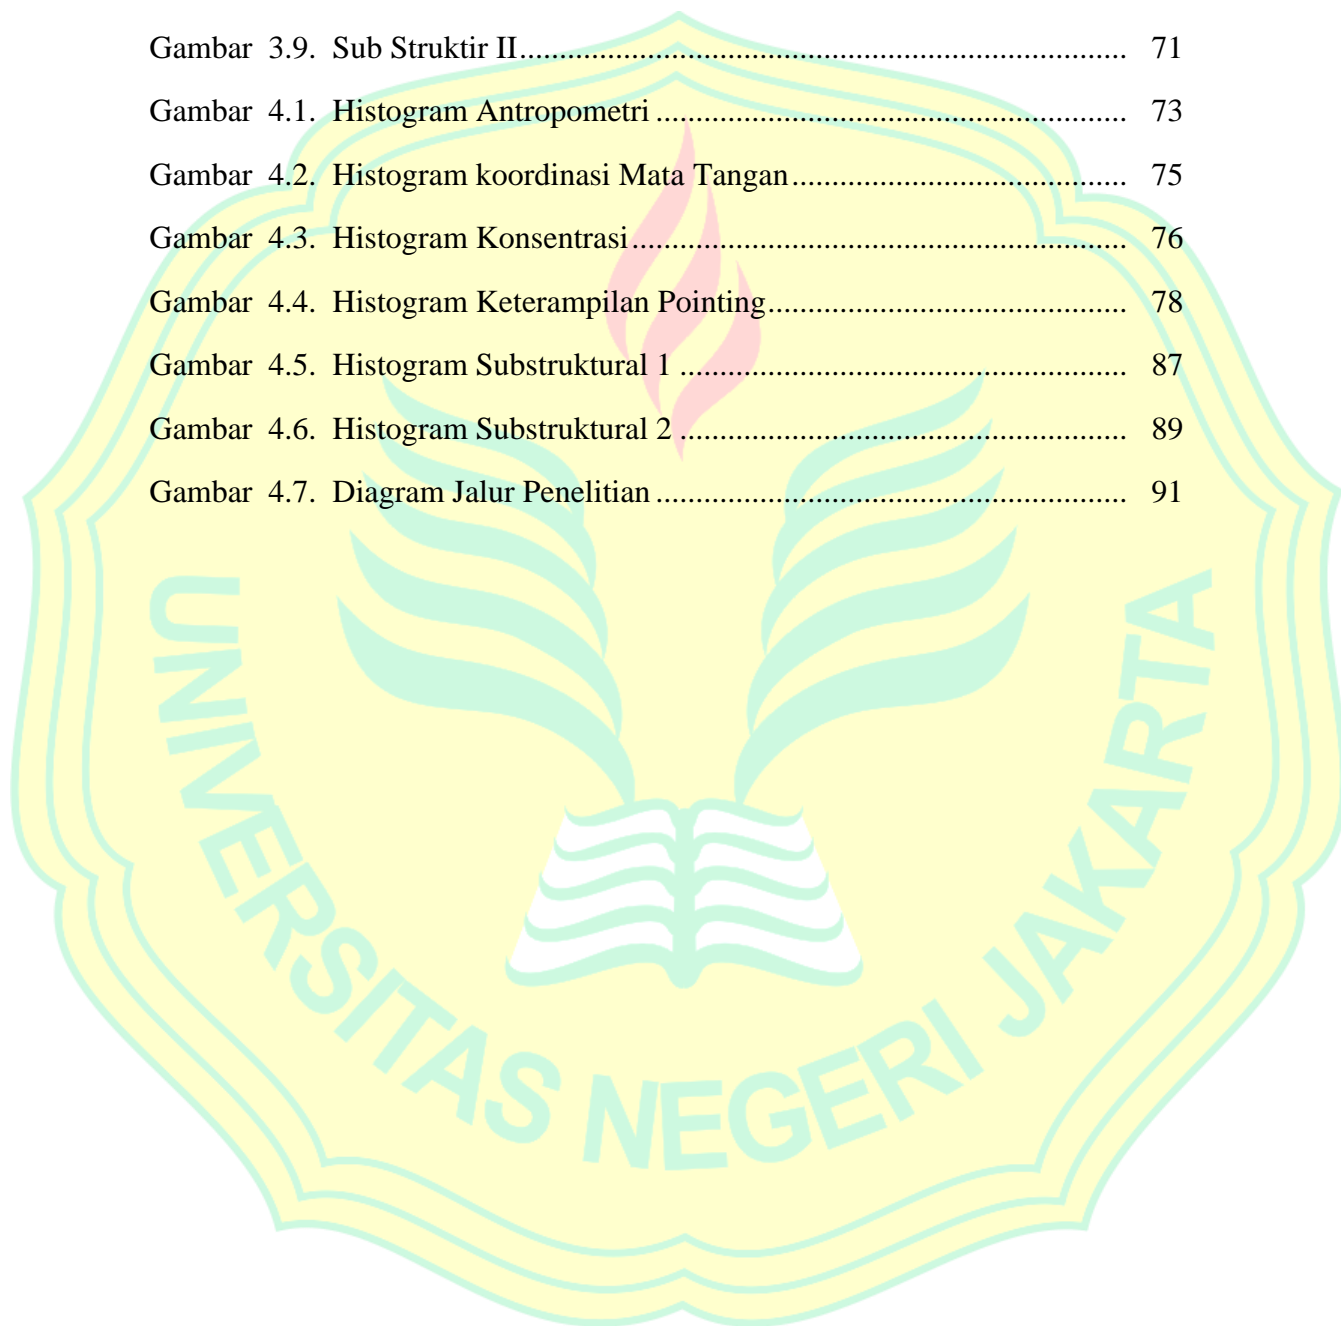 Gambar 3.9. Sub Struktir II........................................................................... 71
Gambar 4.1. Histogram Antropometri .......................................................... 73
Gambar 4.2. Histogram koordinasi Mata Tangan......................................... 75
Gambar 4.3. Histogram Konsentrasi............................................................. 76
Gambar 4.4. Histogram Keterampilan Pointing............................................ 78
Gambar 4.5. Histogram Substruktural 1 ....................................................... 87
Gambar 4.6. Histogram Substruktural 2 ....................................................... 89
Gambar 4.7. Diagram Jalur Penelitian .......................................................... 91
UNIVERSITAS NEGERI JAKARTA